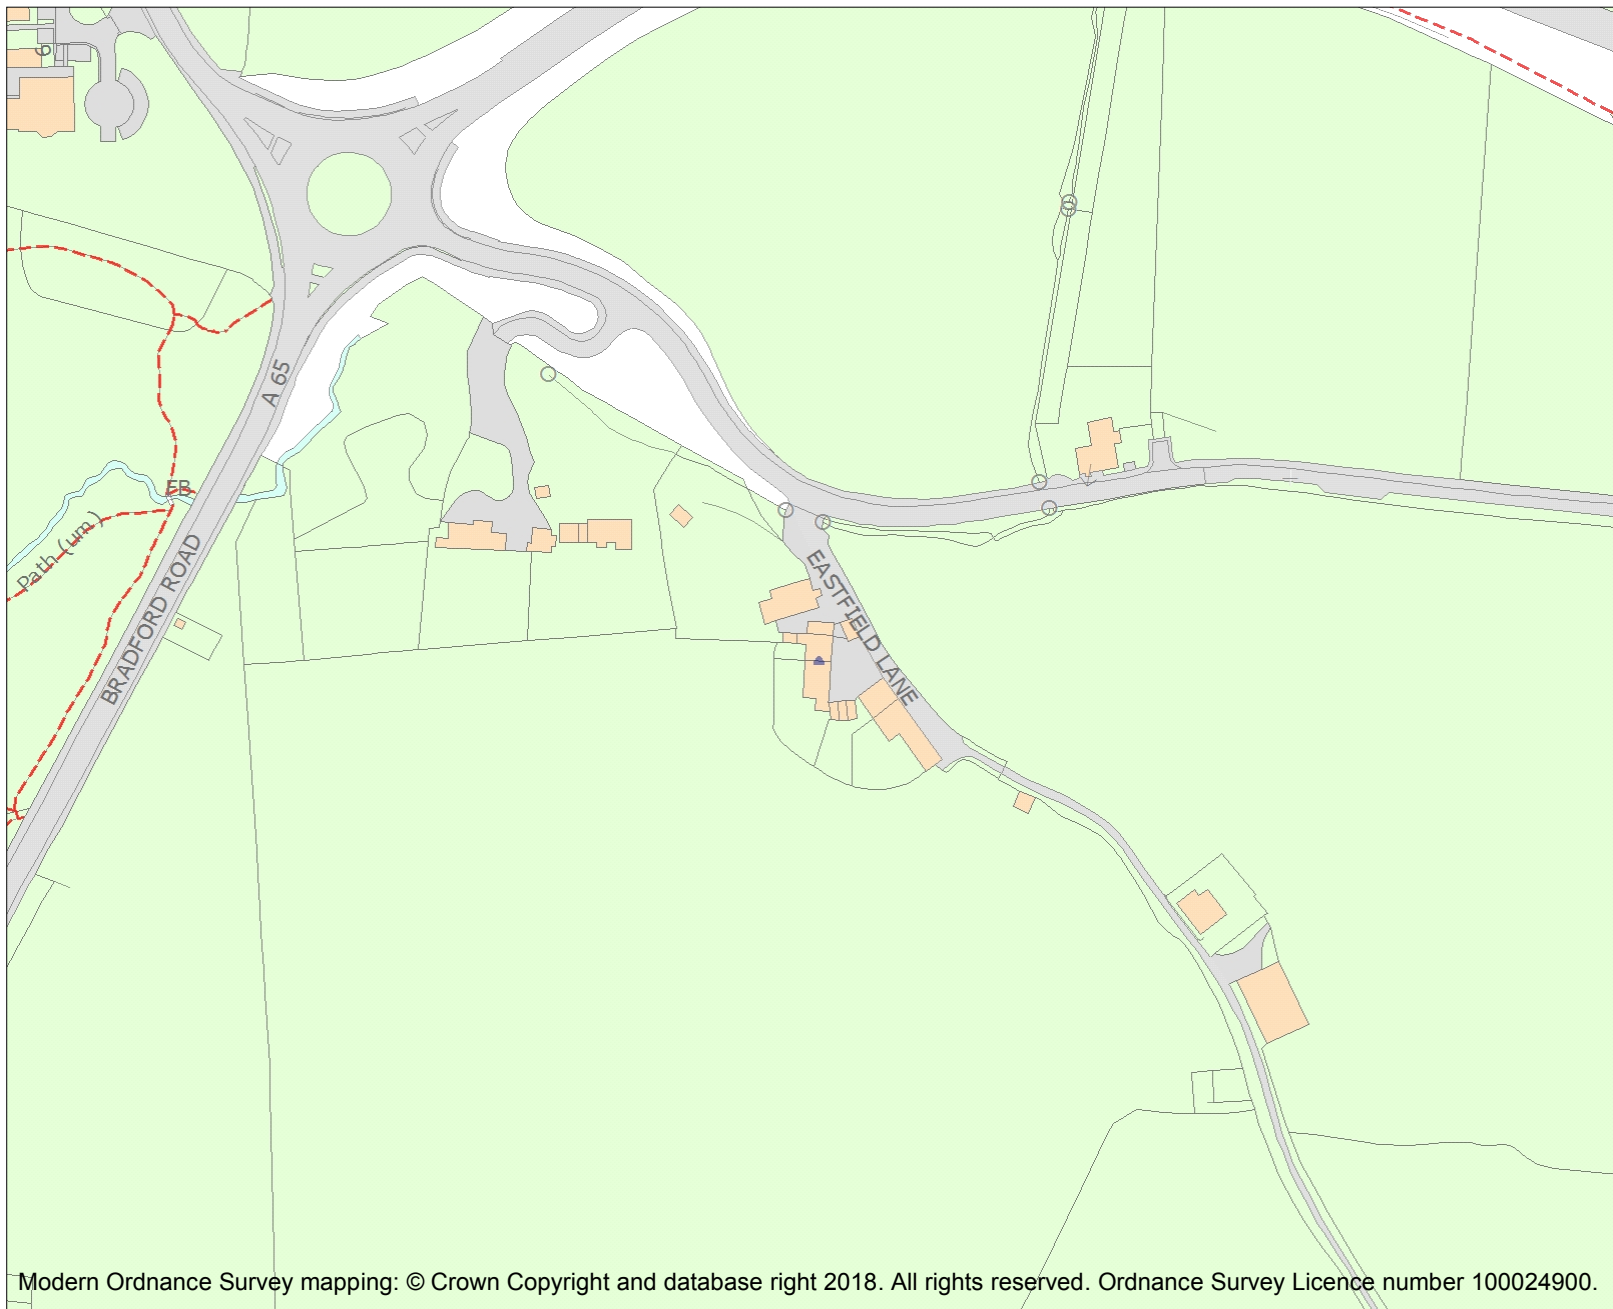 6
A 65
FB
Path (um)
BRADFORD ROAD
EASTFIELD LANE
Modern Ordnance Survey mapping: © Crown Copyright and database right 2018. All rights reserved. Ordnance Survey Licence number 100024900.